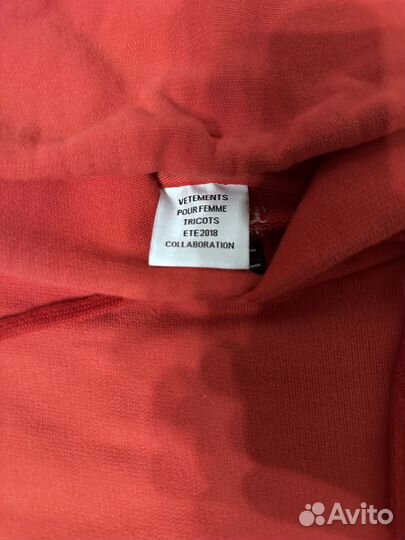 VETEMENTS
POUR FEMME
TRICOTS
ETE2018
COLLABORATION
Avito